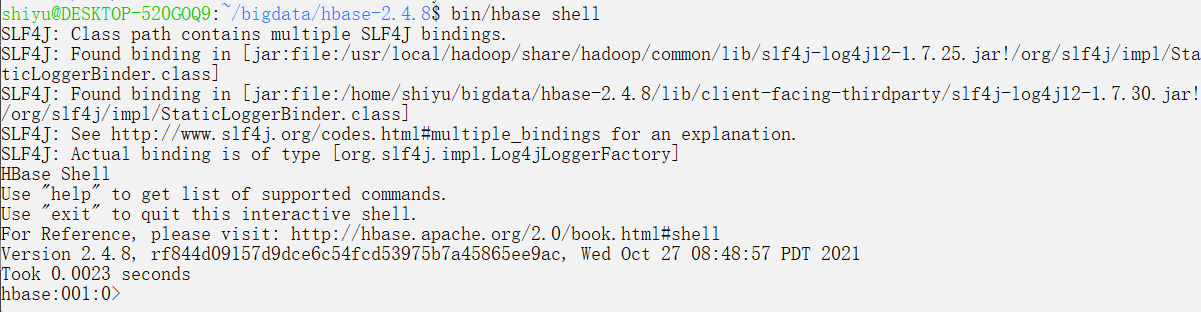 shiyu@DESKTOP-520GOQ9:~/bigdata/hbase-2.4.8$ bin/hbase shell
SLF4J: Class path contains multiple SLF4J bindings.
SLF4J: Found binding in [jar:file:/usr/local/hadoop/share/hadoop/common/lib/slf4j-log4j12-1.7.25.jar!/org/slf4j/impl/Sta
ticLoggerBinder.class]
SLF4J: Found binding in [jar:file:/home/shiyu/bigdata/hbase-2.4.8/lib/client-facing-thirdparty/slf4j-log4j12-1.7.30.jar!
/org/slf4j/impl/StaticLoggerBinder.class]
SLF4J: See http://www.slf4j.org/codes.html#multiple_bindings for an explanation.
SLF4J: Actual binding is of type [org.slf4j.impl.Log4jLoggerFactory]
HBase Shell
Use "help" to get list of supported commands.
Use "exit" to quit this interactive shell.
For Reference, please visit: http://hbase.apache.org/2.0/book.html#shell
Version 2.4.8, rf844d09157d9dce6c54fcd53975b7a45865ee9ac, Wed Oct 27 08:48:57 PDT 2021
Took 0.0023 seconds
hbase:001:0>